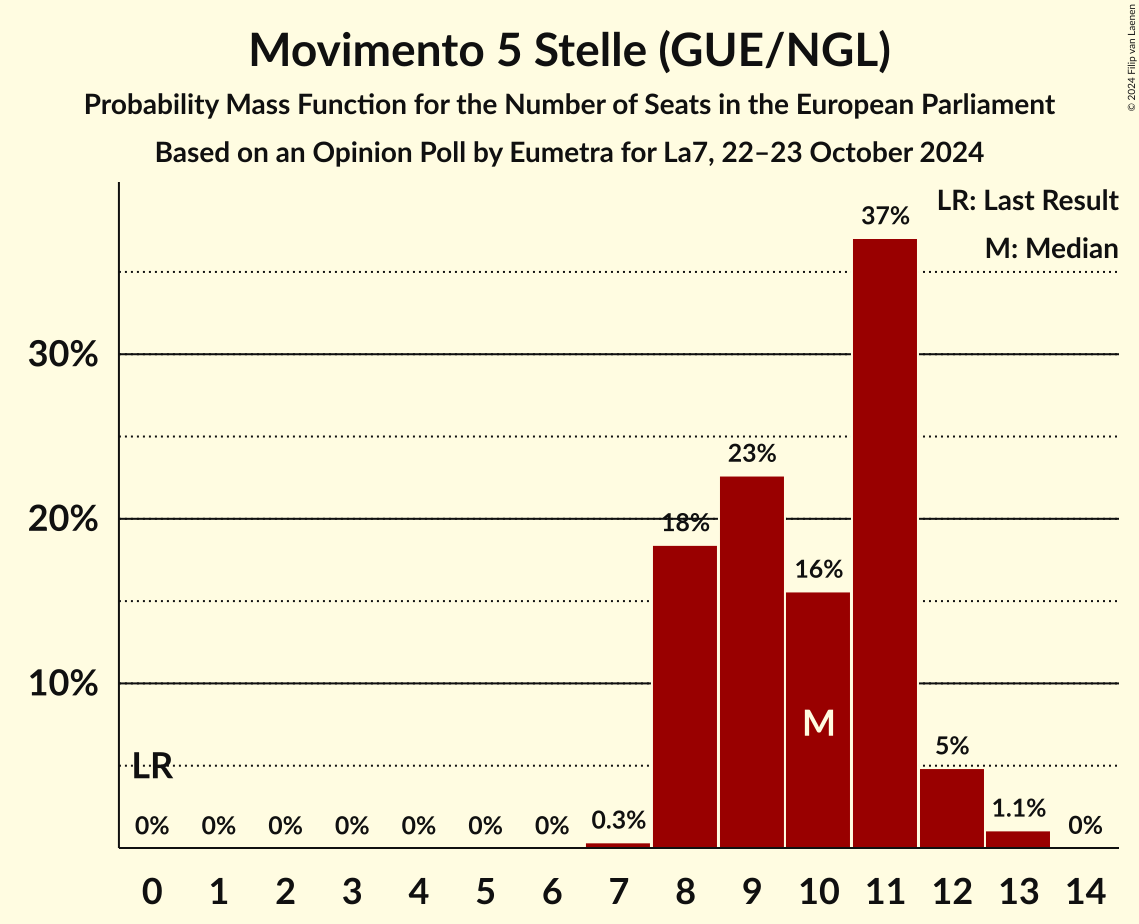 Movimento 5 Stelle (GUE/NGL)
Probability Mass Function for the Number of Seats in the European Parliament
Based on an Opinion Poll by Eumetra for La7, 22–23 October 2024
© 2024 Filip van Laenen
LR: Last Result
M: Median
37%
30%
23%
20%
18%
16%
10%
M
LR
5%
0% 0% 0% 0% 0% 0% 0% 0.3% 1.1% 0%
0 1 2 3 4 5 6 7 8 9 10 11 12 13 14